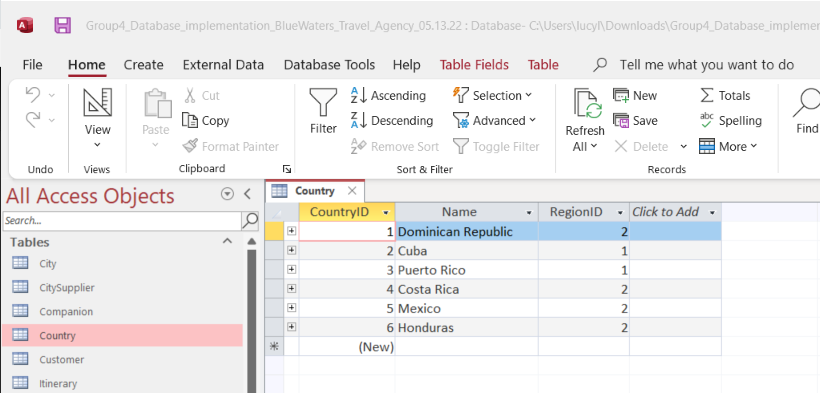 Group4_Database_implementation_BlueWaters_Travel_Agency_05.13.22 : Database- C:\Users\lucyl\Downloads\Group4_Database_implemen
File Home Create External Data Database Tools Help Table Fields Table Tell me what you want to do
View
Paste
Cut
Copy
Format Painter
Filter
Ascending
Descending
Remove Sort
Selection
Advanced
Toggle Filter
Refresh
All
New
Save
Delete
Totals
Spelling
More
Find
Undo Views Clipboard Sort & Filter Records
All Access Objects
Search...
Tables
City
CitySupplier
Companion
Country
Customer
Itinerary
Country
CountryID Name RegionID Click to Add
1 Dominican Republic 2
2 Cuba 1
3 Puerto Rico 1
4 Costa Rica 2
5 Mexico 2
6 Honduras 2
(New)